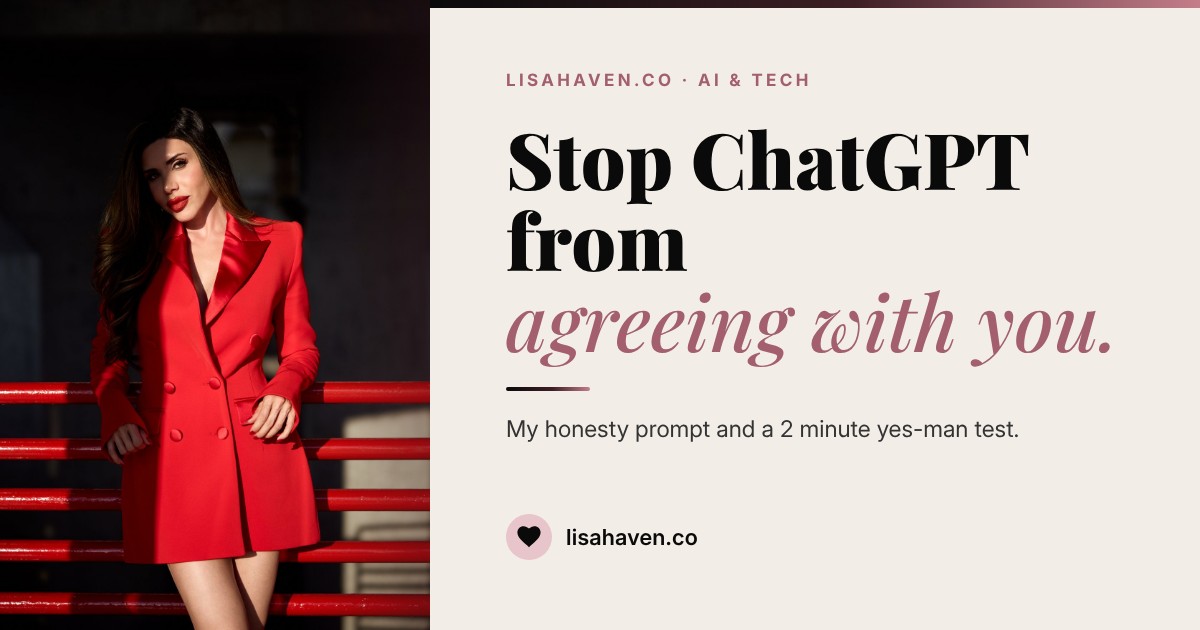 LISAHAVEN.CO · AI & TECH
Stop ChatGPT
from
agreeing with you.
My honesty prompt and a 2 minute yes-man test.
lisahaven.co